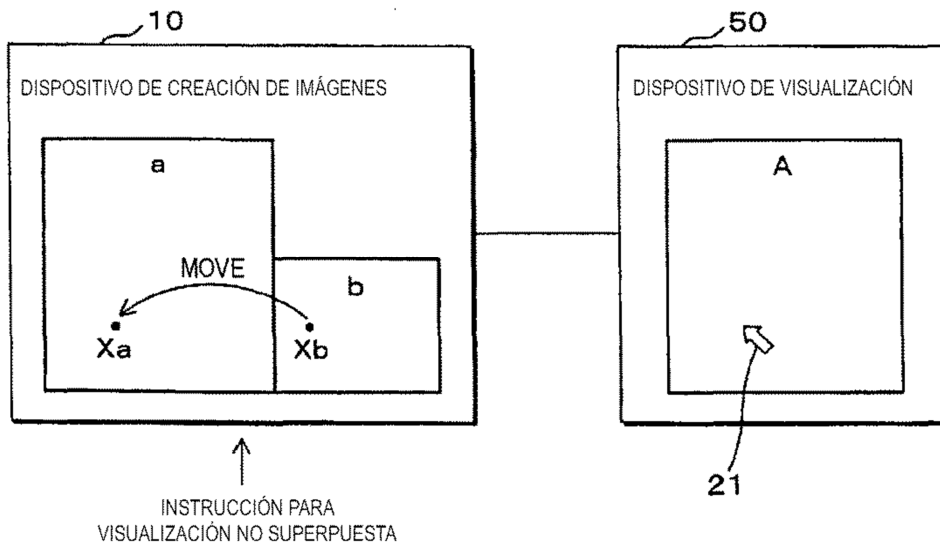 10
50
DISPOSITIVO DE CREACIÓN DE IMÁGENES
DISPOSITIVO DE VISUALIZACIÓN
a
A
MOVE
b
Xa
Xb
21
INSTRUCCIÓN PARA
VISUALIZACIÓN NO SUPERPUESTA